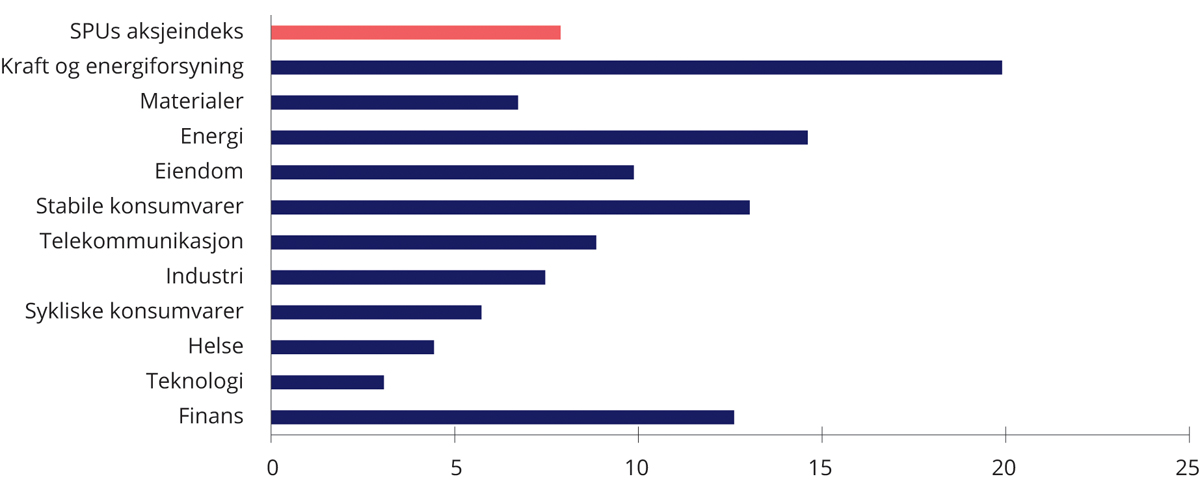 SPUs aksjeindeks
Kraft og energiforsyning
Materialer
Energi
Eiendom
Stabile konsumvarer
Telekommunikasjon
Industri
Sykliske konsumvarer
Helse
Teknologi
Finans
0 5 10 15 20 25